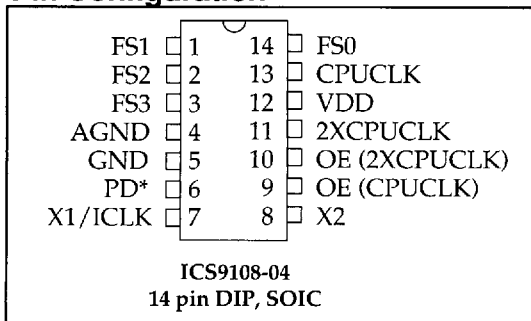 Pin Configuration
FS1 1 14 FS0
FS2 2 13 CPUCLK
FS3 3 12 VDD
AGND 4 11 2XCPUCLK
GND 5 10 OE (2XCPUCLK)
PD* 6 9 OE (CPUCLK)
X1/ICLK 7 8 X2
ICS9108-04
14 pin DIP, SOIC